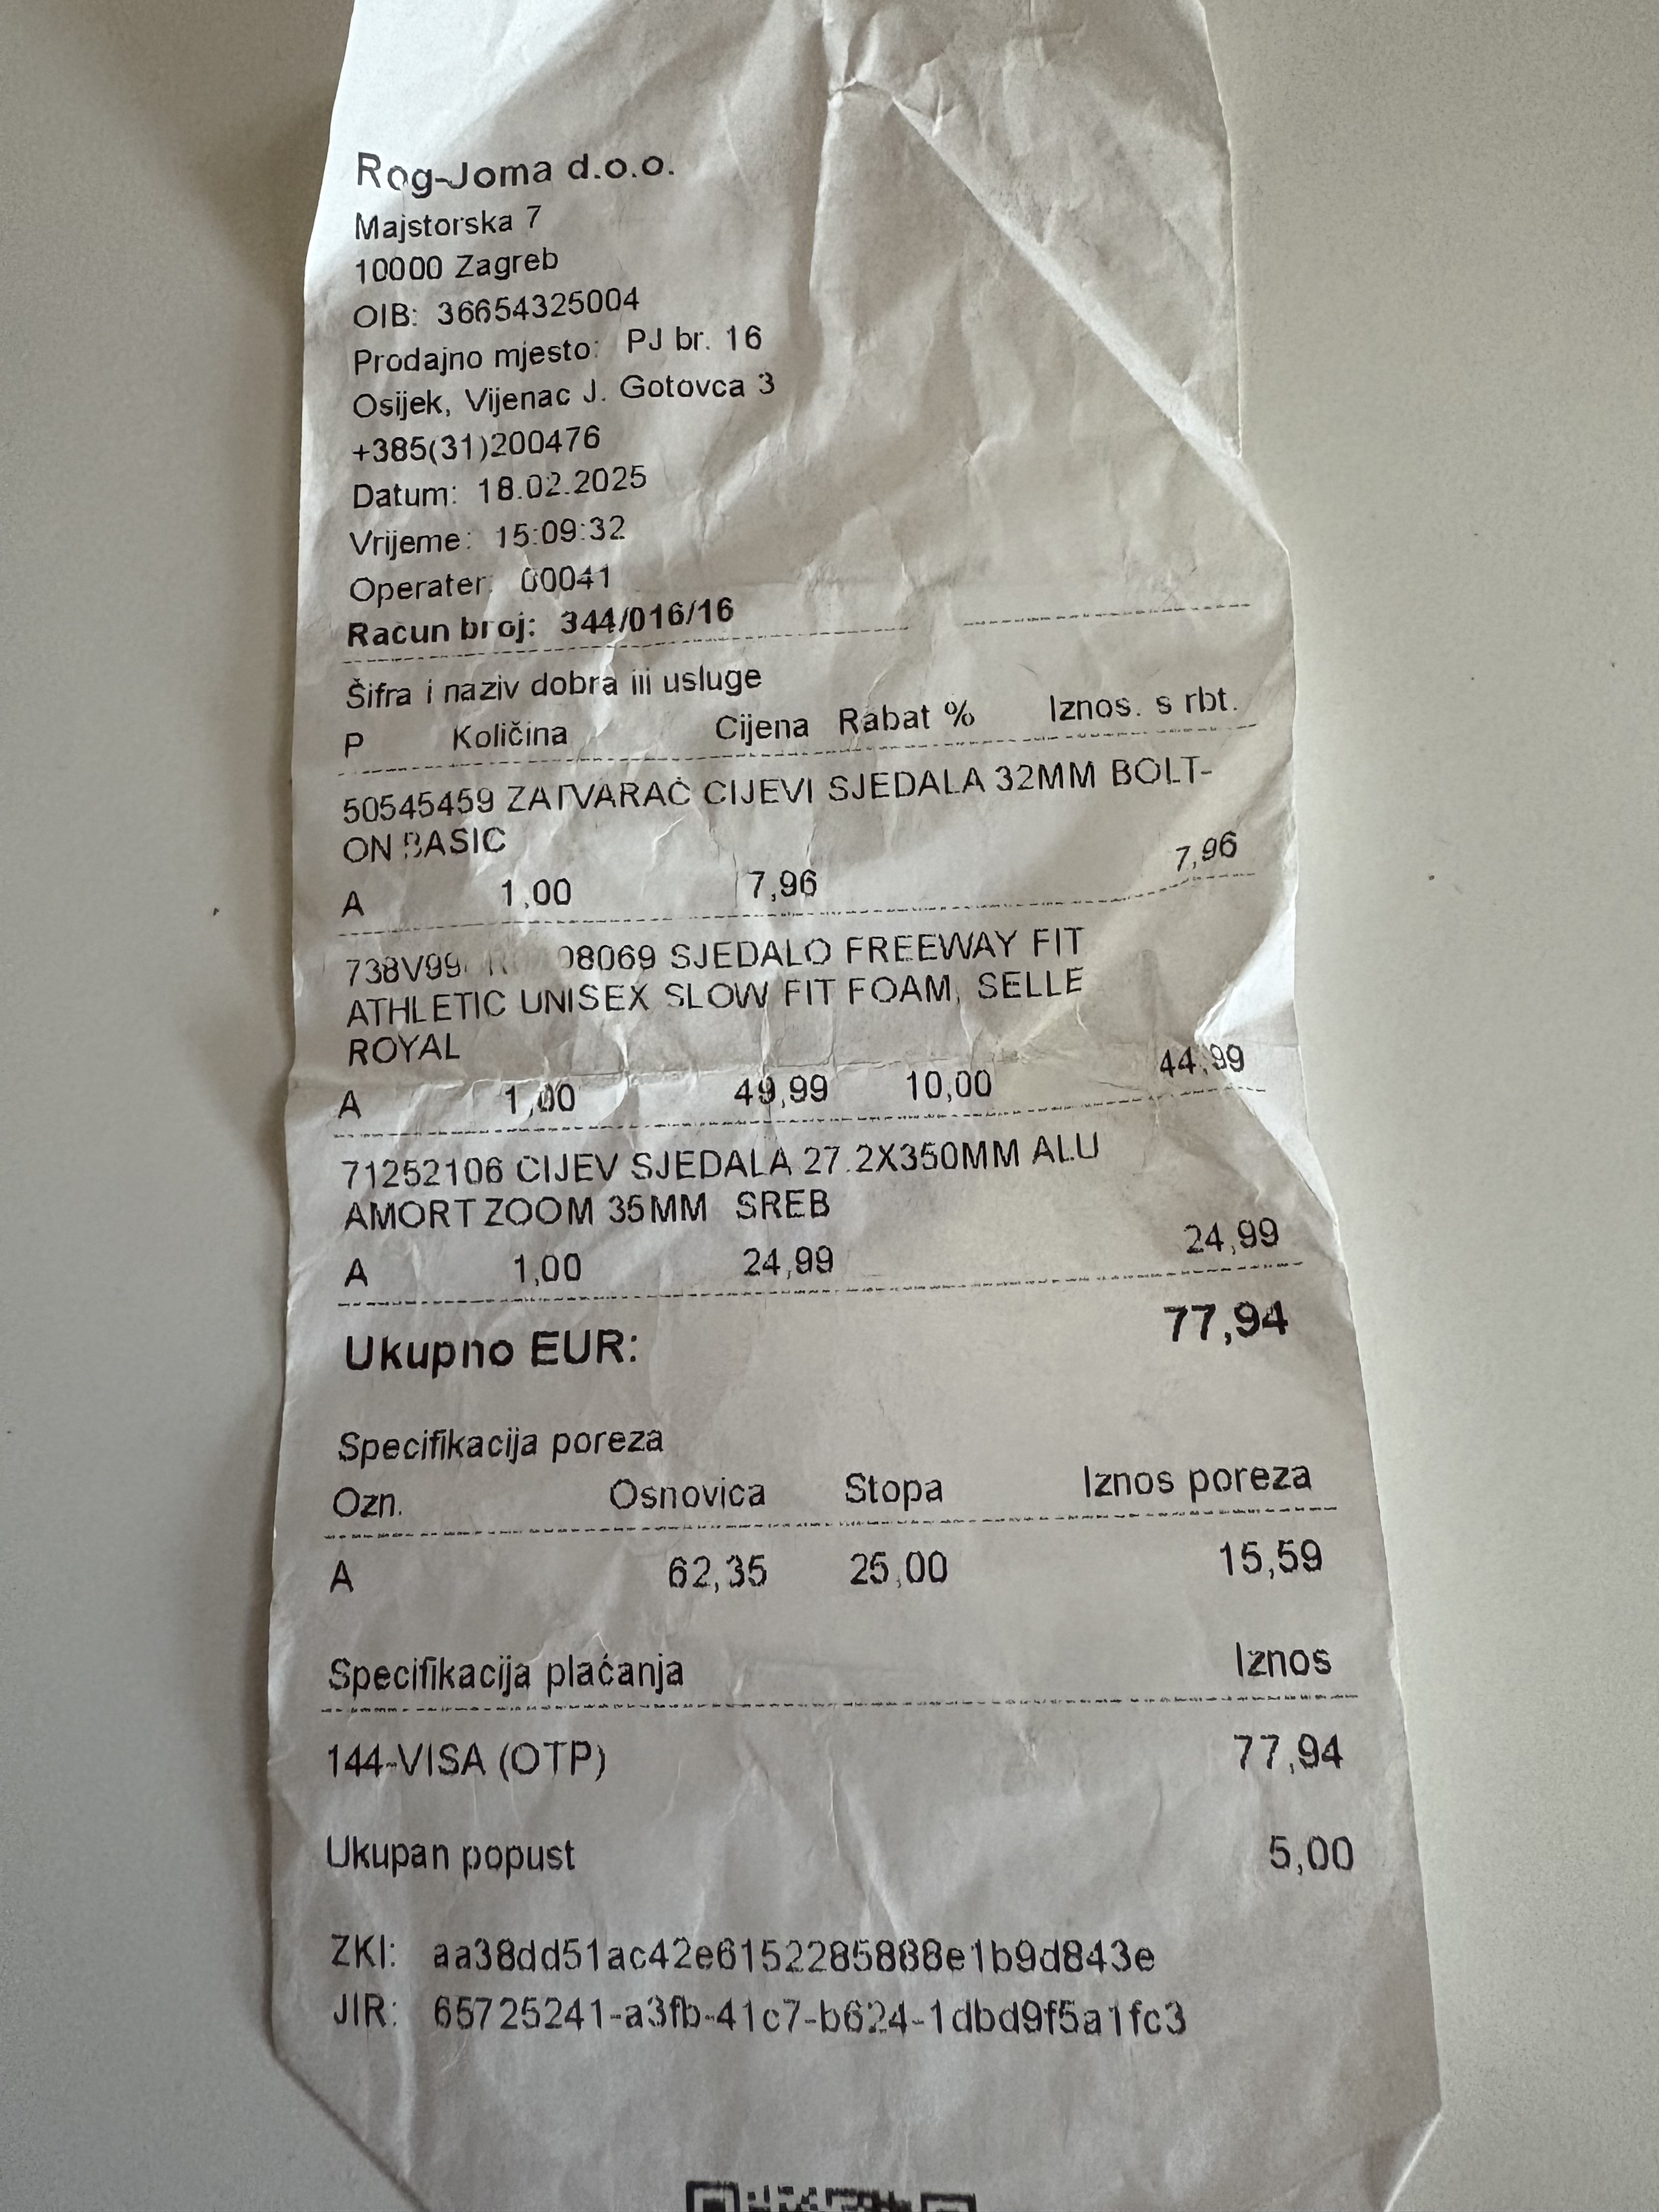 Rog-Joma d.o.o.
Majstorska 7
10000 Zagreb
OIB: 36654325004
Prodajno mjesto: PJ br. 16
Osijek, Vijenac J. Gotovca 3
+385(31)200476
Datum: 18.02.2025
Vrijeme: 15:09:32
Operater: 00041
Račun broj: 344/016/16
Šifra i naziv dobra ili usluge
P Količina Cijena Rabat % Iznos. s rbt.
50545459 ZATVARAČ CIJEVI SJEDALA 32MM BOLT-
ON BASIC
A 1,00 7,96 7,96
SJEDALO FREEWAY FIT
ATHLETIC UNISEX SLOW FIT FOAM, SELLE
ROYAL
A 1,00 49,99 10,00 44,99
71252106 CIJEV SJEDALA 27.2X350MM ALU
AMORT ZOOM 35MM SREB
A 1,00 24,99 24,99
Ukupno EUR: 77,94
Specifikacija poreza
Ozn. Osnovica Stopa Iznos poreza
A 62,35 25,00 15,59
Specifikacija plaćanja Iznos
144-VISA (OTP) 77,94
Ukupan popust 5,00
ZKI: aa38dd51ac42e6152285888e1b9d843e
JIR: 65725241-a3fb-41c7-b624-1dbd9f5a1fc3